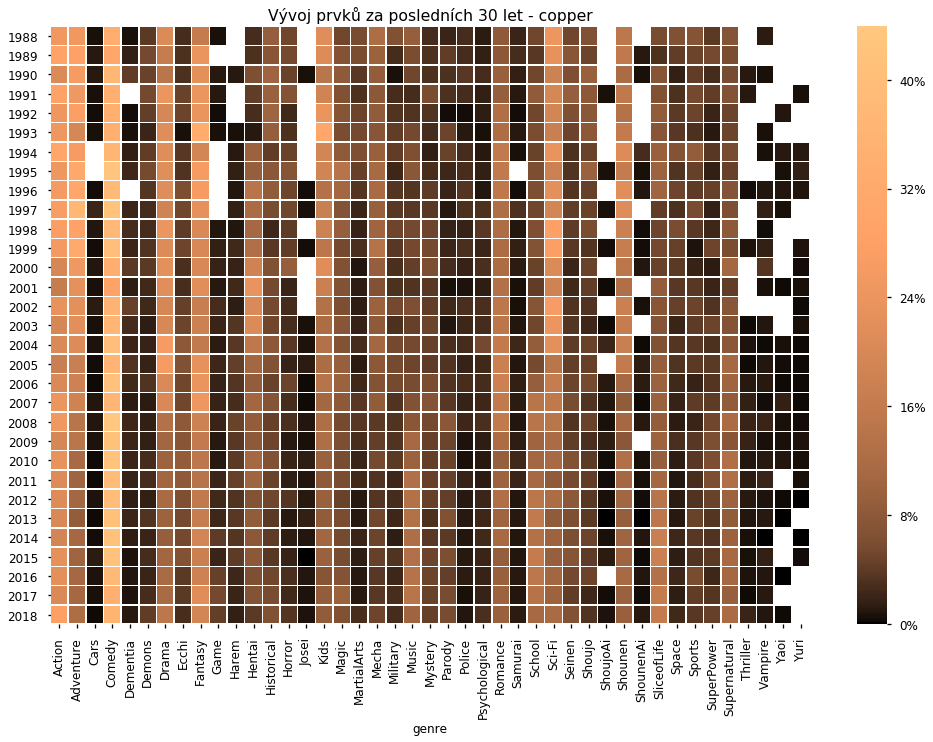 Vývoj prvků za posledních 30 let - copper
1988
1989
1990
1991
1992
1993
1994
1995
1996
1997
1998
1999
2000
2001
2002
2003
2004
2005
2006
2007
2008
2009
2010
2011
2012
2013
2014
2015
2016
2017
2018
40%
32%
24%
16%
8%
0%
Action
Adventure
Cars
Comedy
Dementia
Demons
Drama
Ecchi
Fantasy
Game
Harem
Hentai
Historical
Horror
Josei
Kids
Magic
MartialArts
Mecha
Military
Music
Mystery
Parody
Police
Psychological
Romance
Samurai
School
Sci-Fi
Seinen
Shoujo
ShoujoAi
Shounen
ShounenAi
SliceofLife
Space
Sports
SuperPower
Supernatural
Thriller
Vampire
Yaoi
Yuri
genre